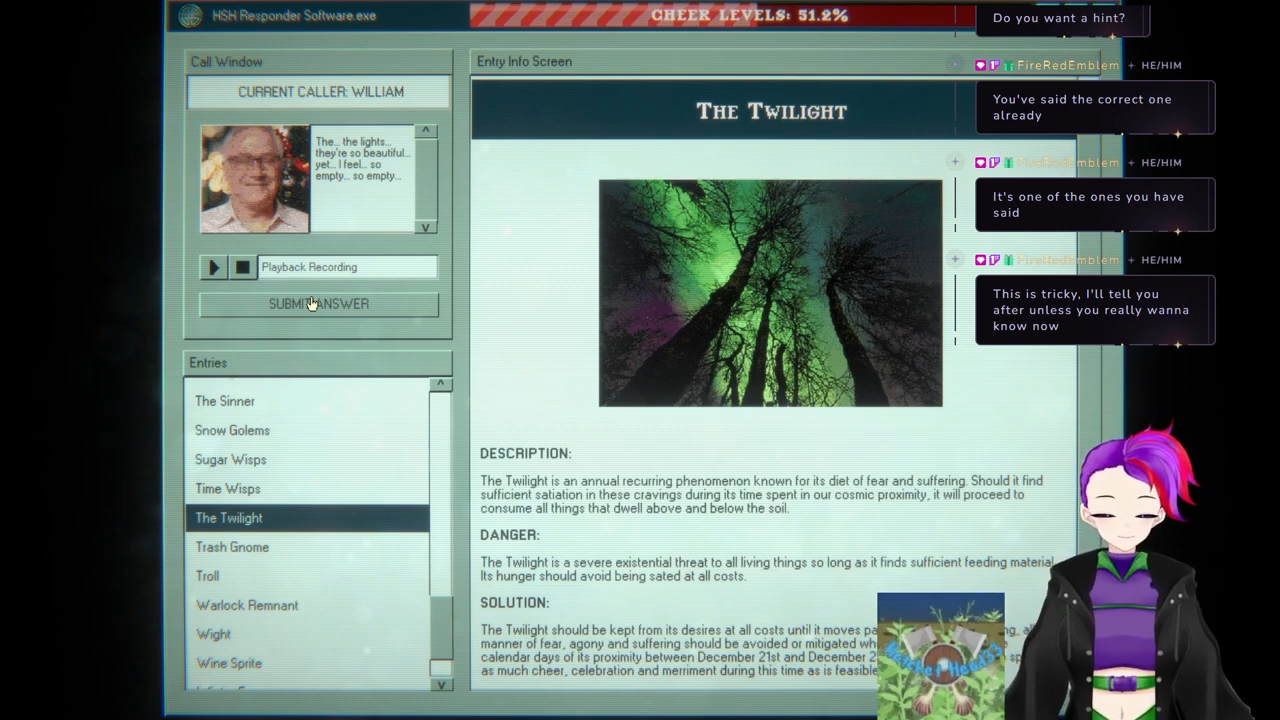 HSH Responder Software.exe
CHEER LEVELS: 51.2%
Call Window
CURRENT CALLER: WILLIAM
The... the lights...
they're so beautiful...
yet... I feel... so
empty... so empty...
Playback Recording
SUBMIT ANSWER
Entries
The Sinner
Snow Golems
Sugar Wisps
Time Wisps
The Twilight
Trash Gnome
Troll
Warlock Remnant
Wight
Wine Sprite
Entry Info Screen
THE TWILIGHT
DESCRIPTION:
The Twilight is an annual recurring phenomenon known for its diet of fear and suffering. Should it find
sufficient satiation in these cravings during its time spent in our cosmic proximity, it will proceed to
consume all things that dwell above and below the soil.
DANGER:
The Twilight is a severe existential threat to all living things so long as it finds sufficient feeding material.
Its hunger should avoid being sated at all costs.
SOLUTION:
The Twilight should be kept from its desires at all costs until it moves
manner of fear, agony and suffering should be avoided or mitigated
calendar days of its proximity between December 21st and December
as much cheer, celebration and merriment during this time as is feasible
Do you want a hint?
FireRedEmblem HE/HIM
You've said the correct one
already
FireRedEmblem HE/HIM
It's one of the ones you have
said
FireRedEmblem HE/HIM
This is tricky, I'll tell you
after unless you really wanna
know now